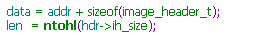 data = addr + sizeof(image_header_t);
len  = ntohl(hdr->ih_size);